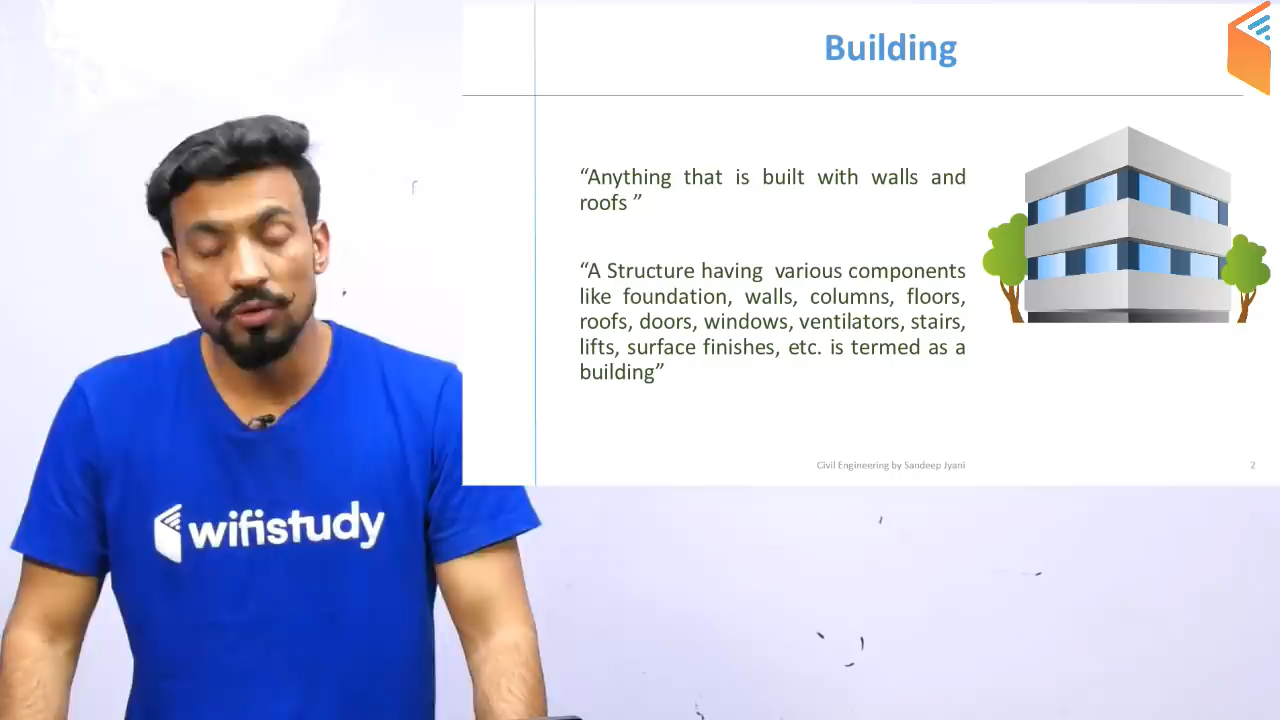 Building
“Anything that is built with walls and
roofs ”
“A Structure having various components
like foundation, walls, columns, floors,
roofs, doors, windows, ventilators, stairs,
lifts, surface finishes, etc. is termed as a
building”
Civil Engineering by Sandeep Jyani
2
wifistudy